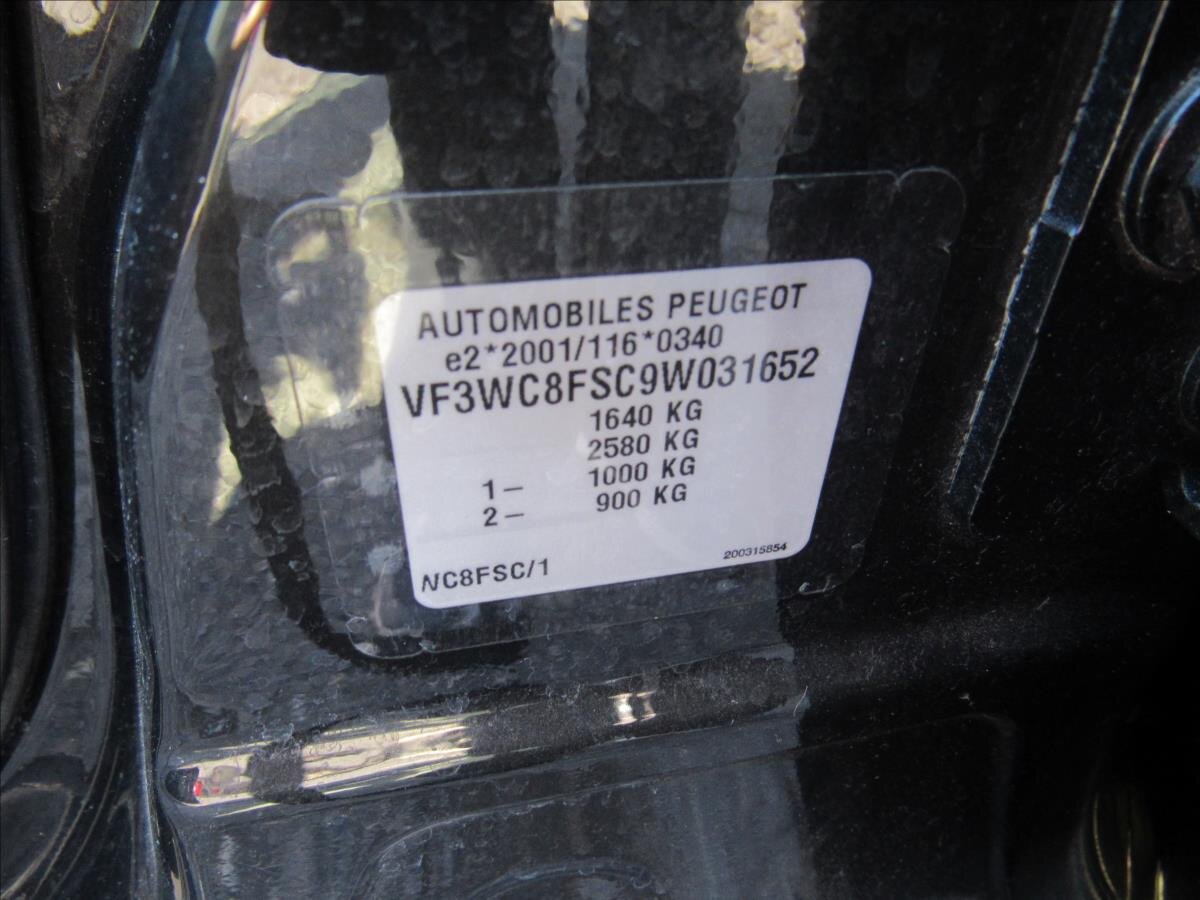 AUTOMOBILES PEUGEOT
e2*2001/116*0340
VF3WC8FSC9W031652
1640 KG
2580 KG
1- 1000 KG
2- 900 KG
WC8FSC/1
200315854